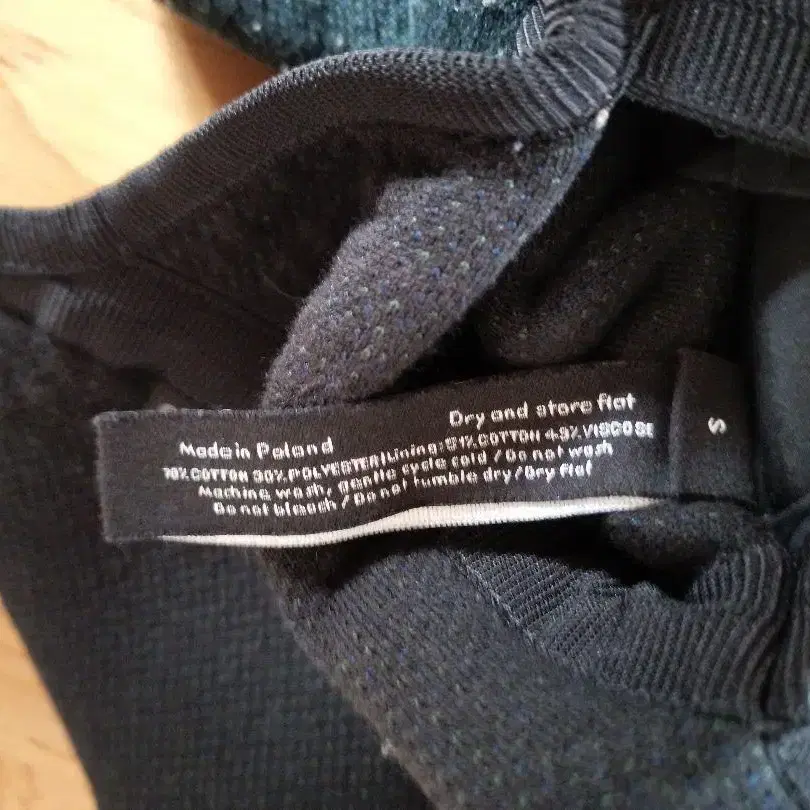 Dry and store flat
Made in Poland
70% COTTON 30% POLYESTER/Lining: 51% COTTON 49% VISCOSE
Machine wash, gentle cycle cold / Do not wash
Do not bleach / Do not tumble dry / Dry flat
S